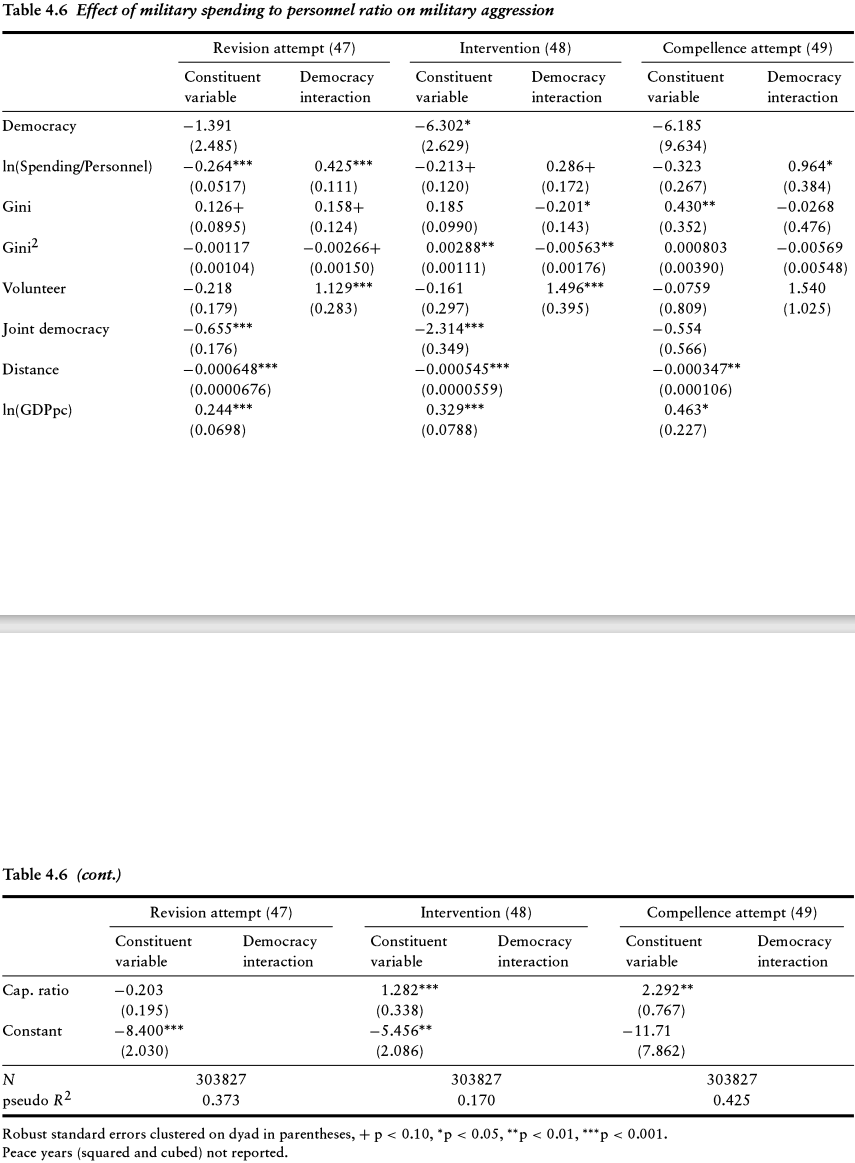 Table 4.6 Effect of military spending to personnel ratio on military aggression
Revision attempt (47) Intervention (48) Compellence attempt (49)
Constituent Democracy Constituent Democracy Constituent Democracy
variable interaction variable interaction variable interaction
Democracy −1.391 −6.302* −6.185
(2.485) (2.629) (9.634)
ln(Spending/Personnel) −0.264*** 0.425*** −0.213+ 0.286+ −0.323 0.964*
(0.0517) (0.111) (0.120) (0.172) (0.267) (0.384)
Gini 0.126+ 0.158+ 0.185 −0.201* 0.430** −0.0268
(0.0895) (0.124) (0.0990) (0.143) (0.352) (0.476)
Gini² −0.00117 −0.00266+ 0.00288** −0.00563** 0.000803 −0.00569
(0.00104) (0.00150) (0.00111) (0.00176) (0.00390) (0.00548)
Volunteer −0.218 1.129*** −0.161 1.496*** −0.0759 1.540
(0.179) (0.283) (0.297) (0.395) (0.809) (1.025)
Joint democracy −0.655*** −2.314*** −0.554
(0.176) (0.349) (0.566)
Distance −0.000648*** −0.000545*** −0.000347**
(0.0000676) (0.0000559) (0.000106)
ln(GDPpc) 0.244*** 0.329*** 0.463*
(0.0698) (0.0788) (0.227)
Table 4.6 (cont.)
Revision attempt (47) Intervention (48) Compellence attempt (49)
Constituent Democracy Constituent Democracy Constituent Democracy
variable interaction variable interaction variable interaction
Cap. ratio −0.203 1.282*** 2.292**
(0.195) (0.338) (0.767)
Constant −8.400*** −5.456** −11.71
(2.030) (2.086) (7.862)
N 303827 303827 303827
pseudo R² 0.373 0.170 0.425
Robust standard errors clustered on dyad in parentheses, + p < 0.10, *p < 0.05, **p < 0.01, ***p < 0.001.
Peace years (squared and cubed) not reported.